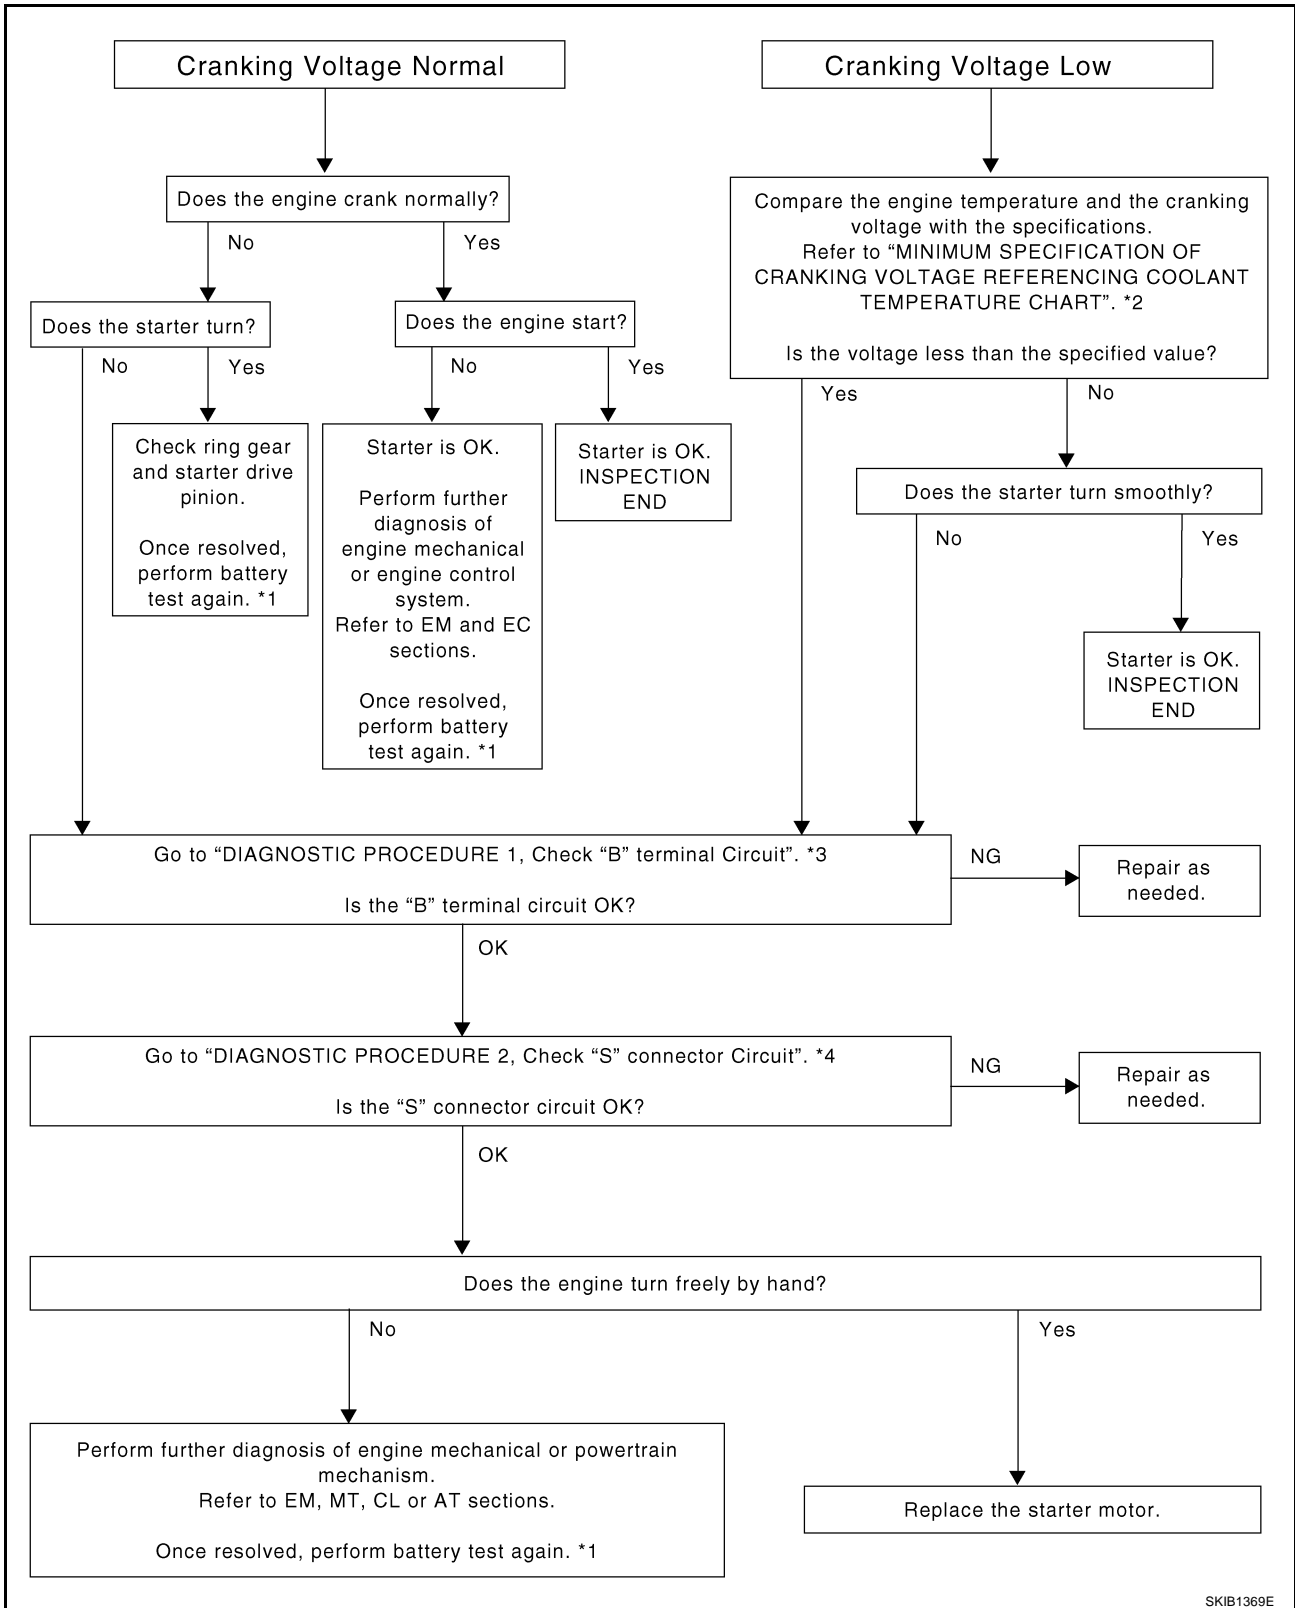 Cranking Voltage Normal
Cranking Voltage Low
Does the engine crank normally?
No
Yes
Does the starter turn?
No
Yes
Does the engine start?
No
Yes
Check ring gear
and starter drive
pinion.
Once resolved,
perform battery
test again. *1
Starter is OK.
Perform further
diagnosis of
engine mechanical
or engine control
system.
Refer to EM and EC
sections.
Once resolved,
perform battery
test again. *1
Starter is OK.
INSPECTION
END
Compare the engine temperature and the cranking
voltage with the specifications.
Refer to “MINIMUM SPECIFICATION OF
CRANKING VOLTAGE REFERENCING COOLANT
TEMPERATURE CHART”. *2
Is the voltage less than the specified value?
Yes
No
Does the starter turn smoothly?
No
Yes
Starter is OK.
INSPECTION
END
Go to “DIAGNOSTIC PROCEDURE 1, Check “B” terminal Circuit”. *3
Is the “B” terminal circuit OK?
NG
Repair as
needed.
OK
Go to “DIAGNOSTIC PROCEDURE 2, Check “S” connector Circuit”. *4
Is the “S” connector circuit OK?
NG
Repair as
needed.
OK
Does the engine turn freely by hand?
No
Yes
Perform further diagnosis of engine mechanical or powertrain
mechanism.
Refer to EM, MT, CL or AT sections.
Once resolved, perform battery test again. *1
Replace the starter motor.
SKIB1369E